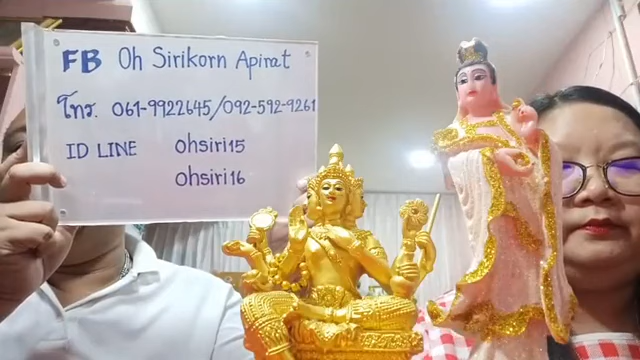 FB Oh Sirikorn Apirat
โทร. 061-9922645/092-592-9261
ID LINE ohsiri15
ohsiri16